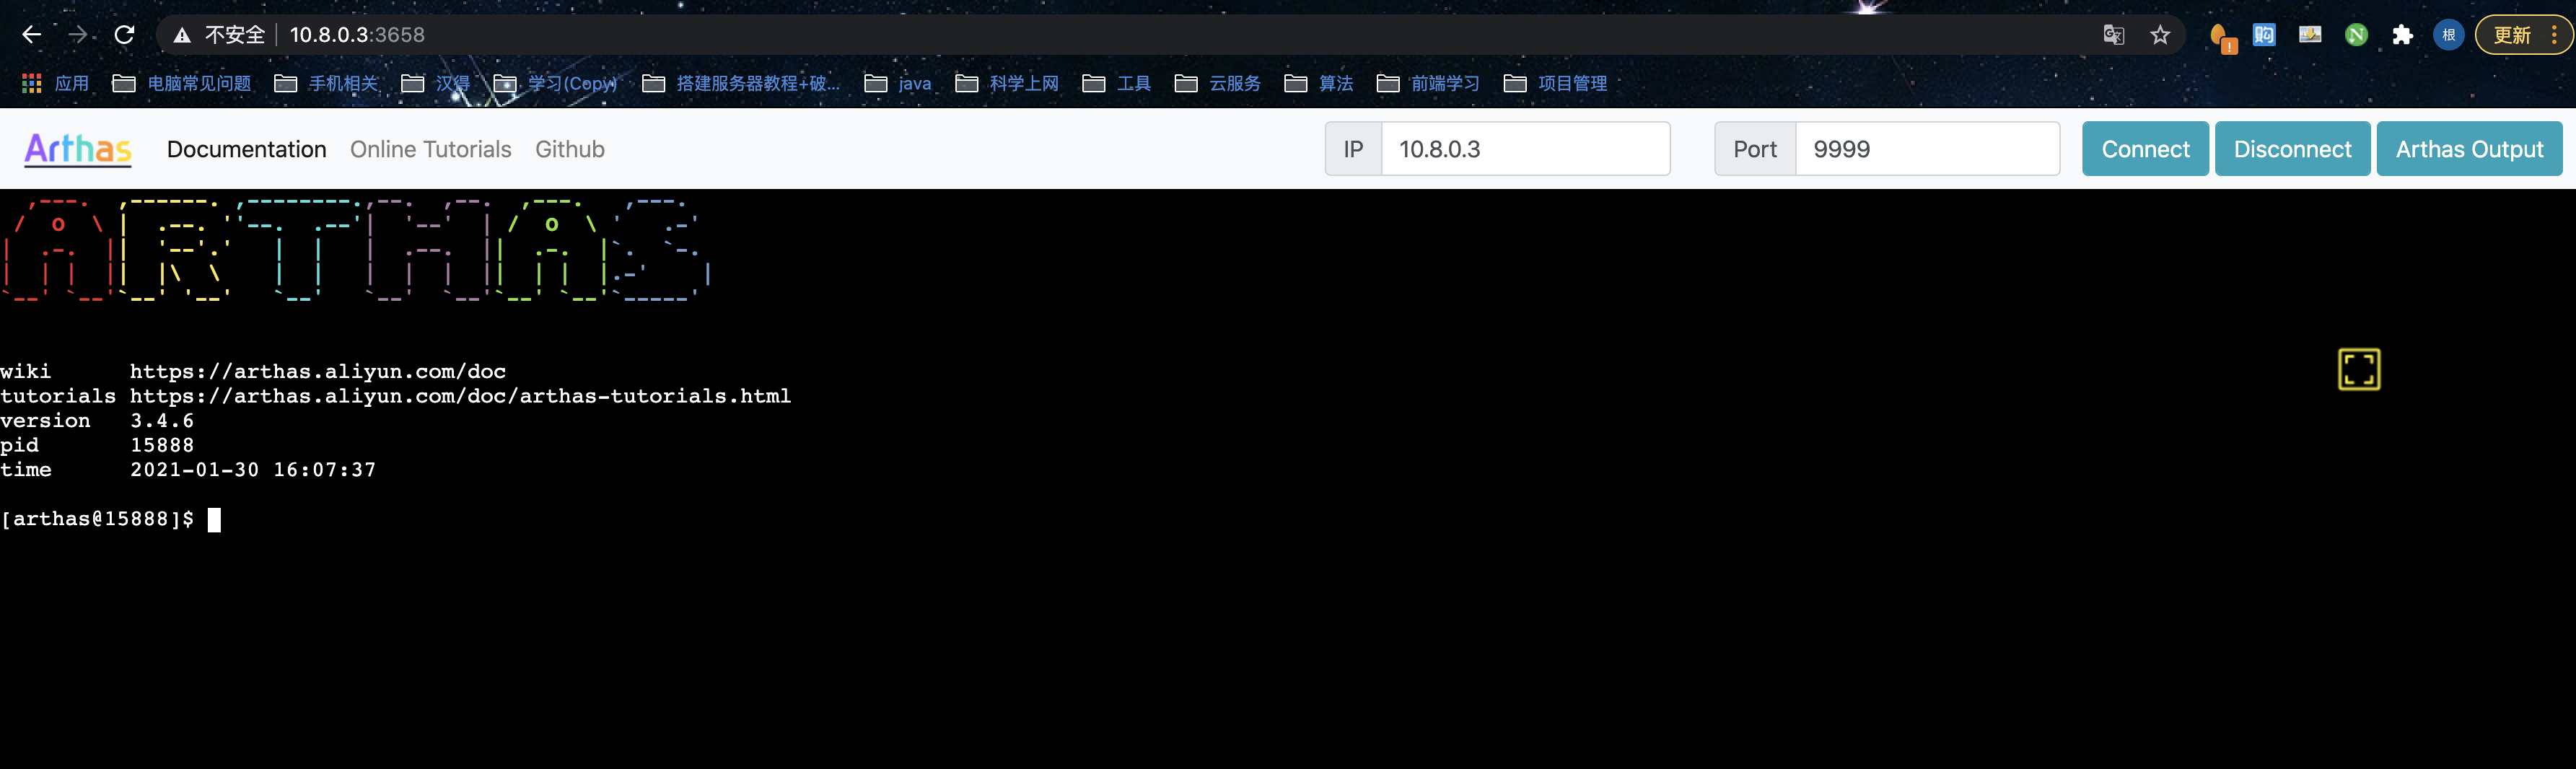 不安全 10.8.0.3:3658
根
更新
应用 电脑常见问题 手机相关 汉得 学习(Copy) 搭建服务器教程+破... java 科学上网 工具 云服务 算法 前端学习 项目管理
Arthas Documentation Online Tutorials Github IP 10.8.0.3 Port 9999 Connect Disconnect Arthas Output
ARTHAS
wiki https://arthas.aliyun.com/doc
tutorials https://arthas.aliyun.com/doc/arthas-tutorials.html
version 3.4.6
pid 15888
time 2021-01-30 16:07:37
[arthas@15888]$